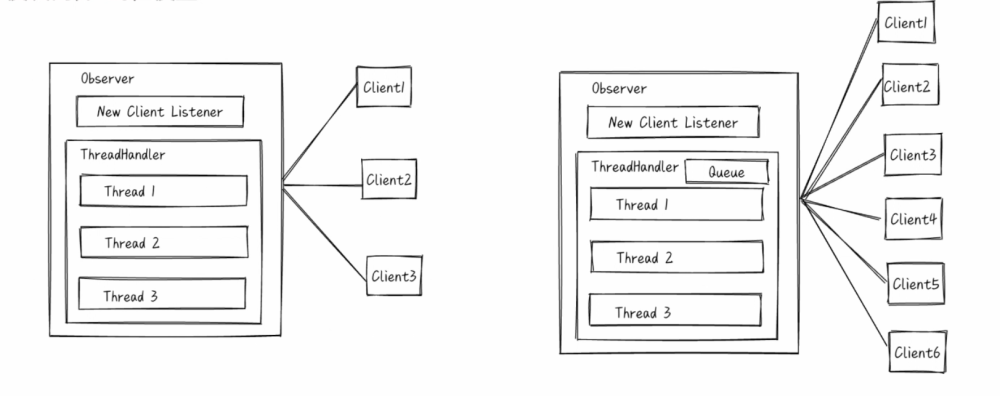 Observer
New Client Listener
ThreadHandler
Thread 1
Thread 2
Thread 3
Client1
Client2
Client3
Observer
New Client Listener
ThreadHandler
Queue
Thread 1
Thread 2
Thread 3
Client1
Client2
Client3
Client4
Client5
Client6